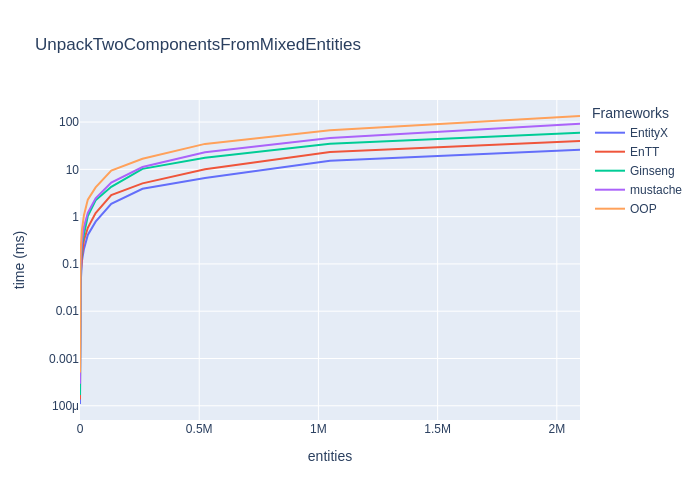 UnpackTwoComponentsFromMixedEntities
Frameworks
EntityX
EnTT
Ginseng
mustache
OOP
100
10
1
0.1
0.01
0.001
100μ
time (ms)
0
0.5M
1M
1.5M
2M
entities